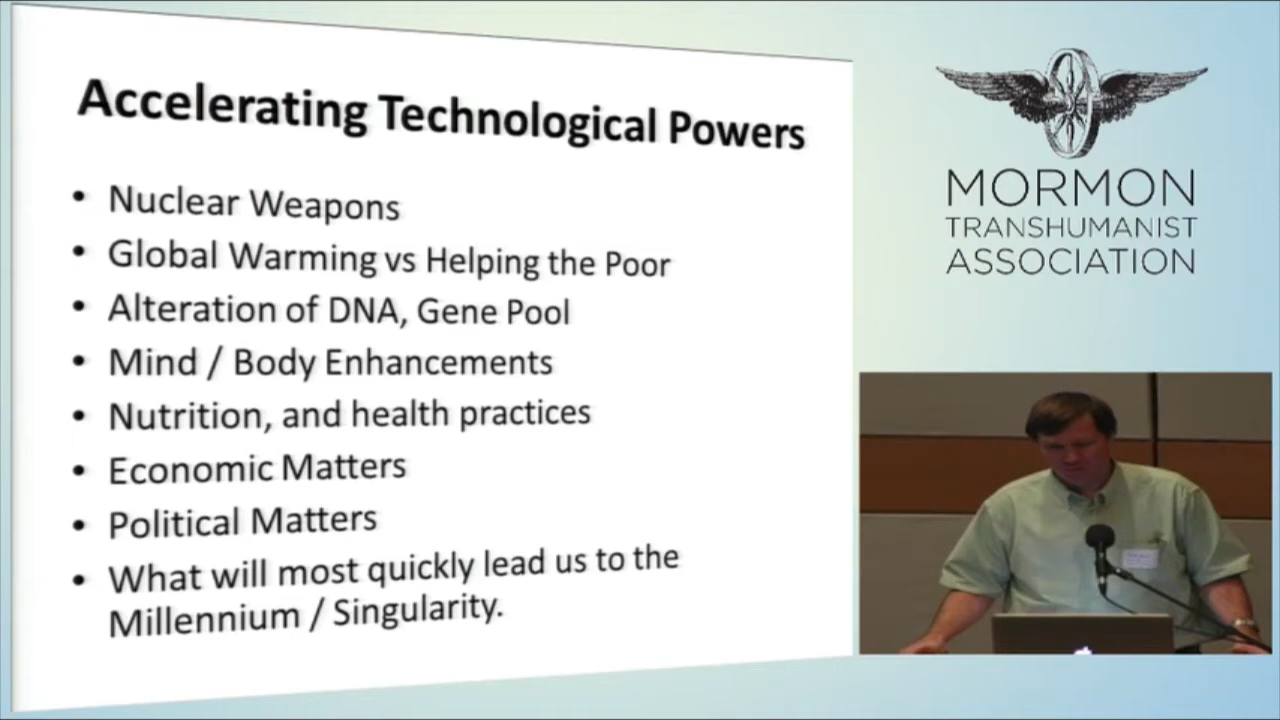 Accelerating Technological Powers
• Nuclear Weapons
• Global Warming vs Helping the Poor
• Alteration of DNA, Gene Pool
• Mind / Body Enhancements
• Nutrition, and health practices
• Economic Matters
• Political Matters
• What will most quickly lead us to the
Millennium / Singularity.
MORMON
TRANSHUMANIST
ASSOCIATION